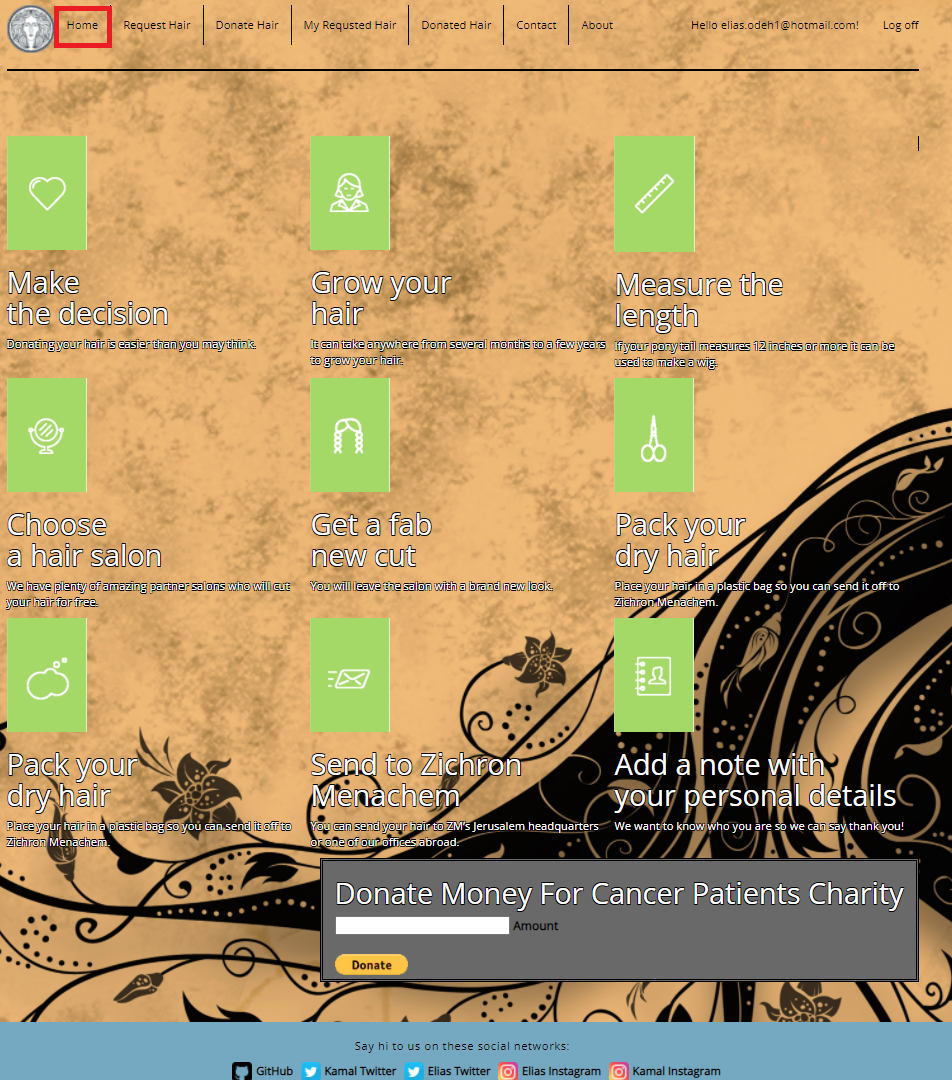 Home Request Hair Donate Hair My Requsted Hair Donated Hair Contact About Hello elias.odeh1@hotmail.com! Log off
Make
the decision
Donating your hair is easier than you may think.
Grow your
hair
It can take anywhere from several months to a few years
to grow your hair.
Measure the
length
If your pony tail measures 12 inches or more it can be
used to make a wig.
Choose
a hair salon
We have plenty of amazing partner salons who will cut
your hair for free.
Get a fab
new cut
You will leave the salon with a brand new look.
Pack your
dry hair
Place your hair in a plastic bag so you can send it off to
Zichron Menachem.
Pack your
dry hair
Place your hair in a plastic bag so you can send it off to
Zichron Menachem.
Send to Zichron
Menachem
You can send your hair to ZM's Jerusalem headquarters
or one of our offices abroad.
Add a note with
your personal details
We want to know who you are so we can say thank you!
Donate Money For Cancer Patients Charity
Amount
Donate
Say hi to us on these social networks:
GitHub Kamal Twitter Elias Twitter Elias Instagram Kamal Instagram